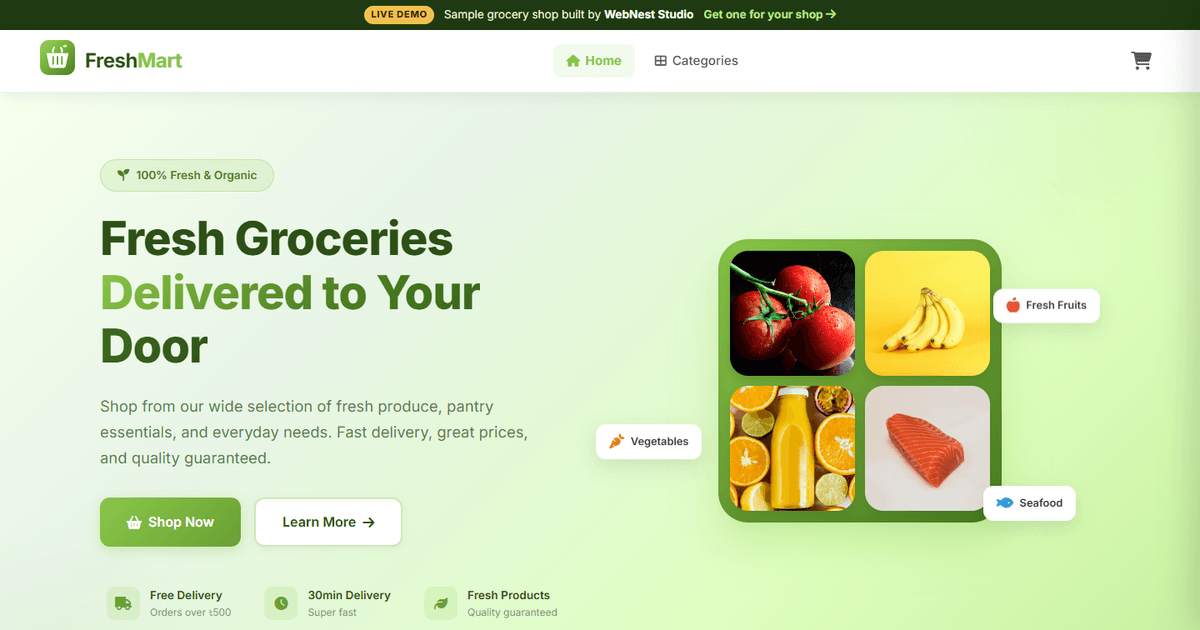 LIVE DEMO Sample grocery shop built by WebNest Studio Get one for your shop →
FreshMart
Home
Categories
100% Fresh & Organic
Fresh Groceries
Delivered to Your
Door
Shop from our wide selection of fresh produce, pantry
essentials, and everyday needs. Fast delivery, great prices,
and quality guaranteed.
Shop Now
Learn More →
Free Delivery
Orders over ৳500
30min Delivery
Super fast
Fresh Products
Quality guaranteed
Fresh Fruits
Vegetables
Seafood